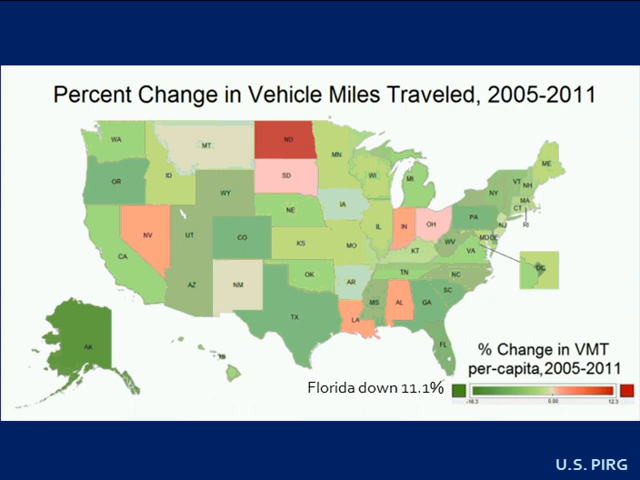 Percent Change in Vehicle Miles Traveled, 2005-2011
WA
MT
ND
MN
ME
OR
ID
SD
WI
MI
VT
NH
NY
MA
WY
IA
CT
RI
NE
PA
NJ
NV
UT
CO
IL
IN
OH
MD
DE
CA
KS
MO
WV
VA
KY
DC
AZ
NM
OK
AR
TN
NC
SC
MS
AL
GA
TX
LA
FL
AK
HI
% Change in VMT
per-capita,2005-2011
Florida down 11.1%
-16.3 0.00 12.3
U.S. PIRG